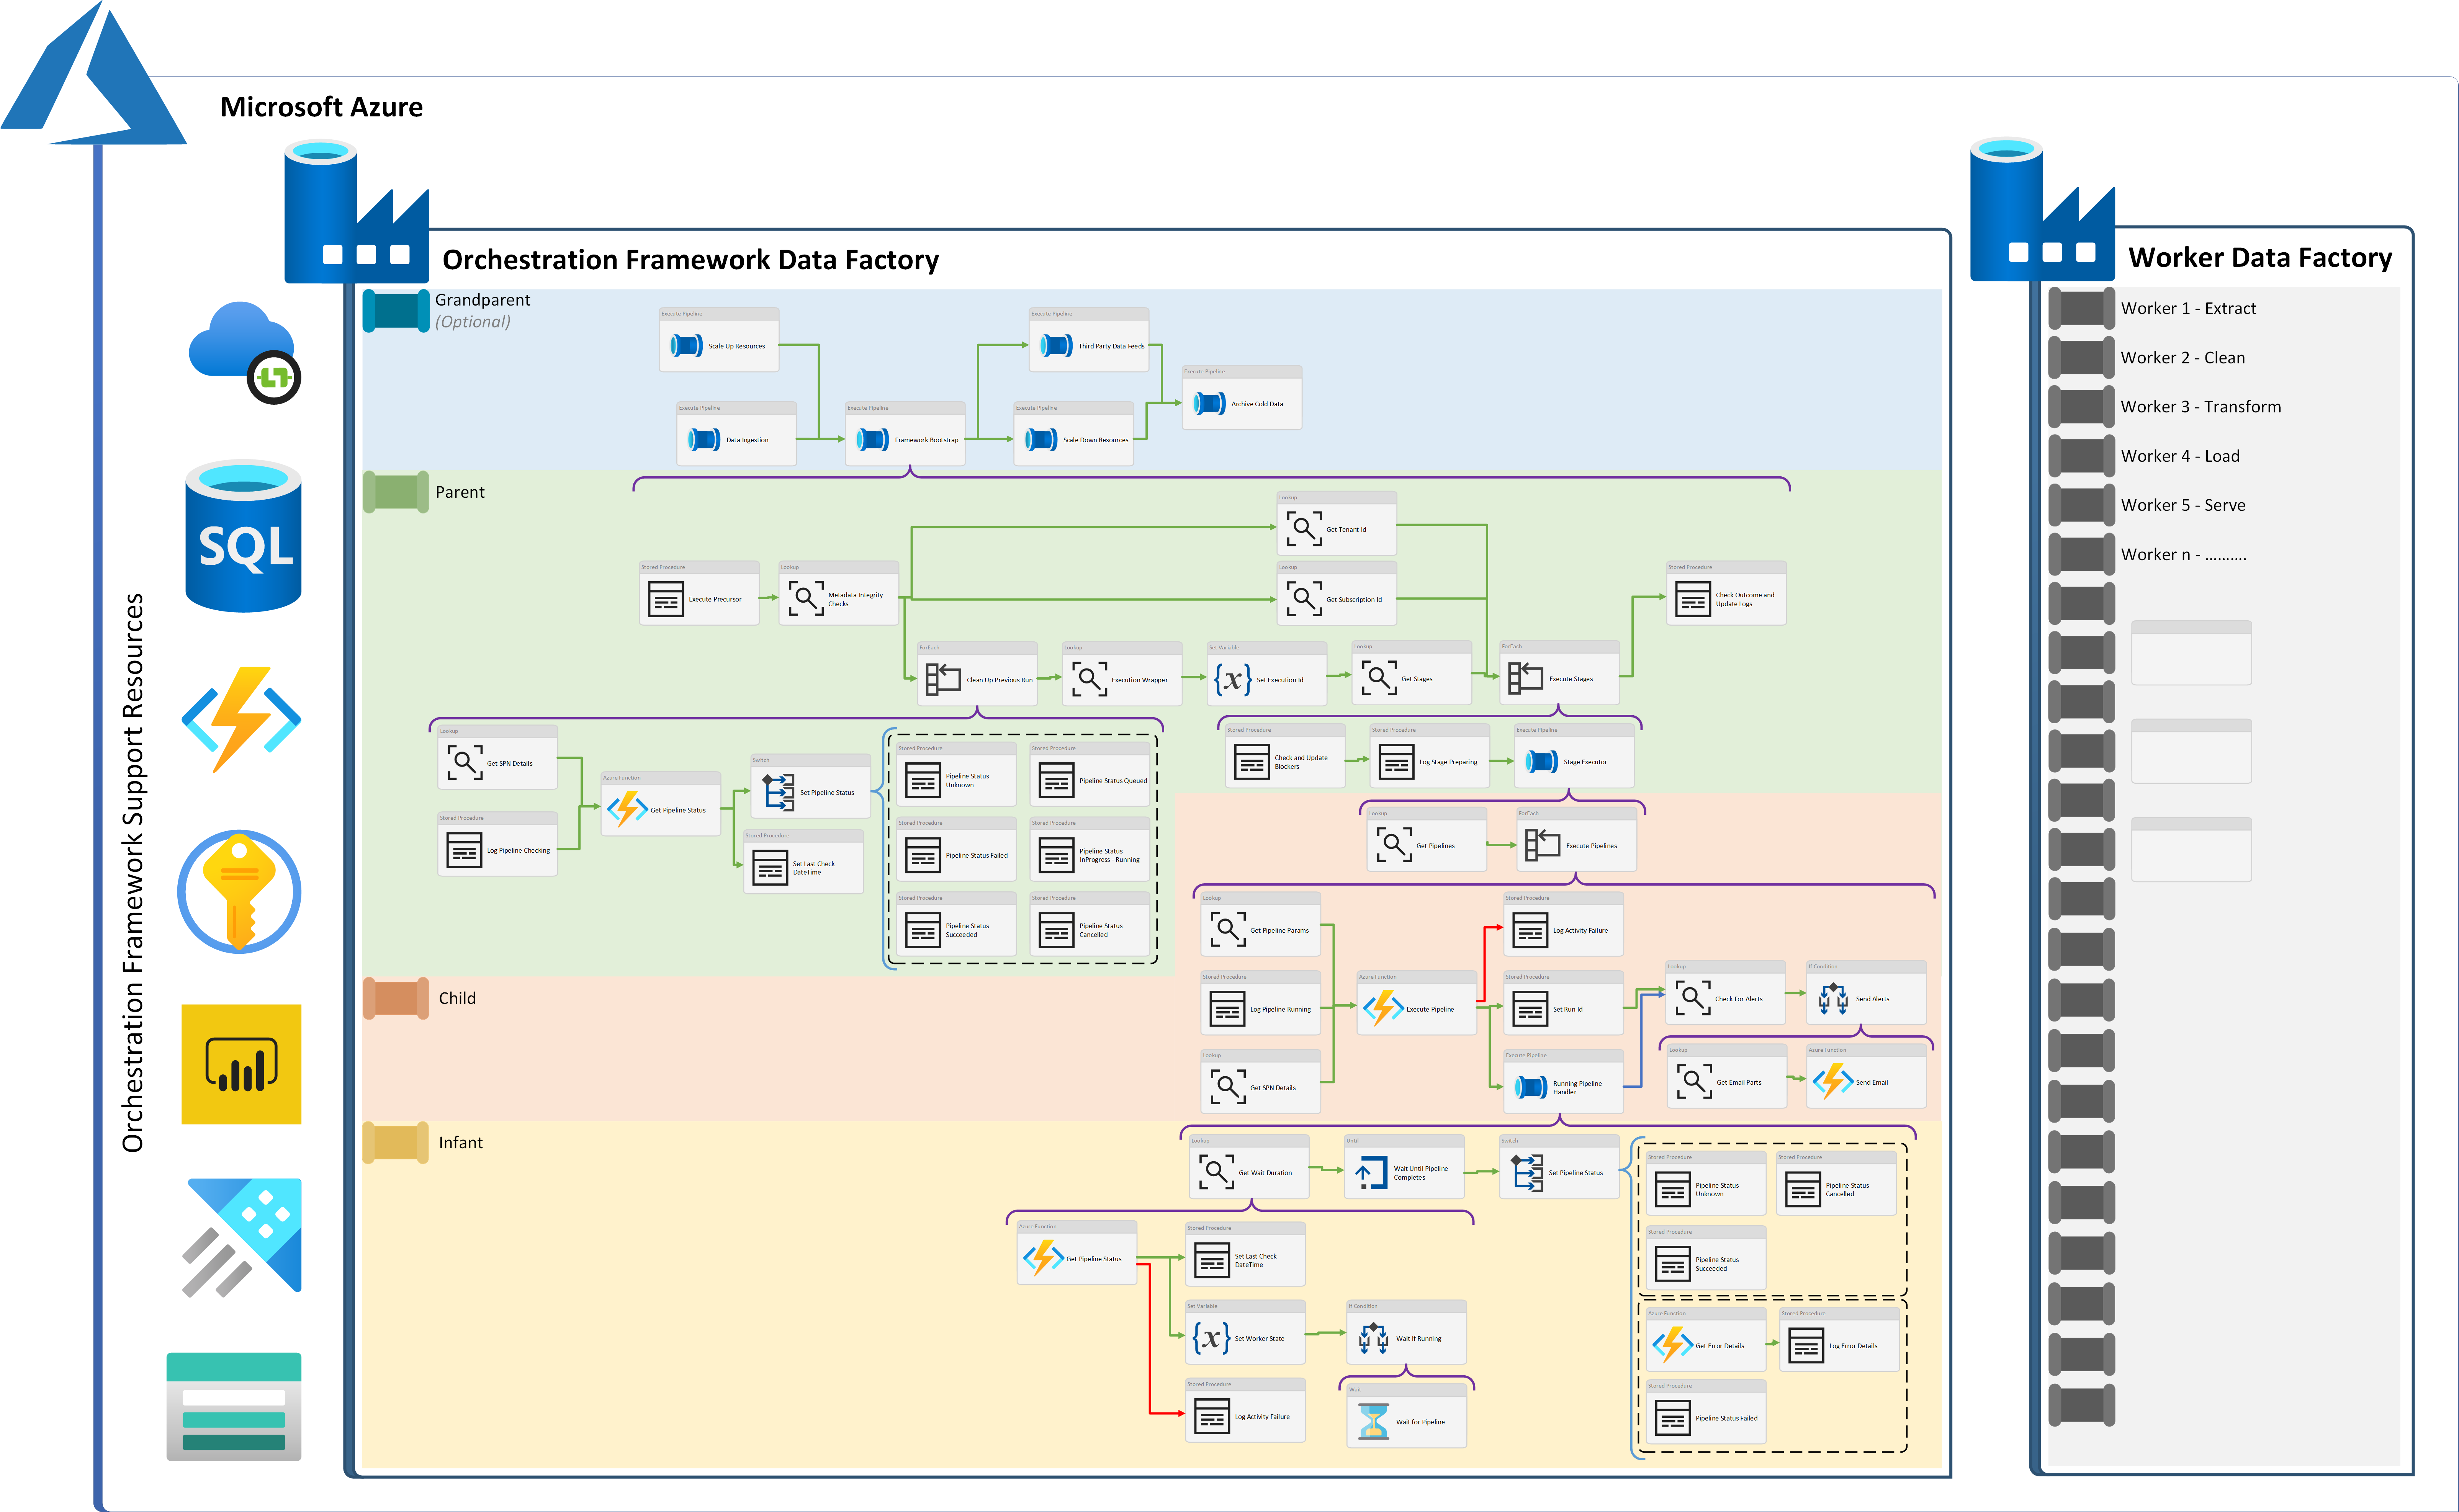 Microsoft Azure
Orchestration Framework Support Resources
SQL
Orchestration Framework Data Factory
Grandparent
(Optional)
Execute Pipeline
Scale Up Resources
Execute Pipeline
Third Party Data Feeds
Execute Pipeline
Archive Cold Data
Execute Pipeline
Data Ingestion
Execute Pipeline
Framework Bootstrap
Execute Pipeline
Scale Down Resources
Parent
Lookup
Get Tenant Id
Stored Procedure
Execute Precursor
Lookup
Metadata Integrity
Checks
Lookup
Get Subscription Id
Stored Procedure
Check Outcome and
Update Logs
ForEach
Clean Up Previous Run
Lookup
Execution Wrapper
Set Variable
Set Execution Id
Lookup
Get Stages
ForEach
Execute Stages
Lookup
Get SPN Details
Stored Procedure
Log Pipeline Checking
Azure Function
Get Pipeline Status
Switch
Set Pipeline Status
Stored Procedure
Set Last Check
DateTime
Stored Procedure
Pipeline Status
Unknown
Stored Procedure
Pipeline Status Queued
Stored Procedure
Pipeline Status Failed
Stored Procedure
Pipeline Status
InProgress - Running
Stored Procedure
Pipeline Status
Succeeded
Stored Procedure
Pipeline Status
Cancelled
Stored Procedure
Check and Update
Blockers
Stored Procedure
Log Stage Preparing
Execute Pipeline
Stage Executor
Child
Lookup
Get Pipelines
ForEach
Execute Pipelines
Lookup
Get Pipeline Params
Stored Procedure
Log Pipeline Running
Lookup
Get SPN Details
Azure Function
Execute Pipeline
Stored Procedure
Log Activity Failure
Stored Procedure
Set Run Id
Execute Pipeline
Running Pipeline
Handler
Lookup
Check For Alerts
If Condition
Send Alerts
Lookup
Get Email Parts
Azure Function
Send Email
Infant
Lookup
Get Wait Duration
Until
Wait Until Pipeline
Completes
Switch
Set Pipeline Status
Azure Function
Get Pipeline Status
Stored Procedure
Set Last Check
DateTime
Set Variable
Set Worker State
If Condition
Wait If Running
Stored Procedure
Log Activity Failure
Wait
Wait for Pipeline
Stored Procedure
Pipeline Status
Unknown
Stored Procedure
Pipeline Status
Cancelled
Stored Procedure
Pipeline Status
Succeeded
Azure Function
Get Error Details
Stored Procedure
Log Error Details
Stored Procedure
Pipeline Status Failed
Worker Data Factory
Worker 1 - Extract
Worker 2 - Clean
Worker 3 - Transform
Worker 4 - Load
Worker 5 - Serve
Worker n - ..........